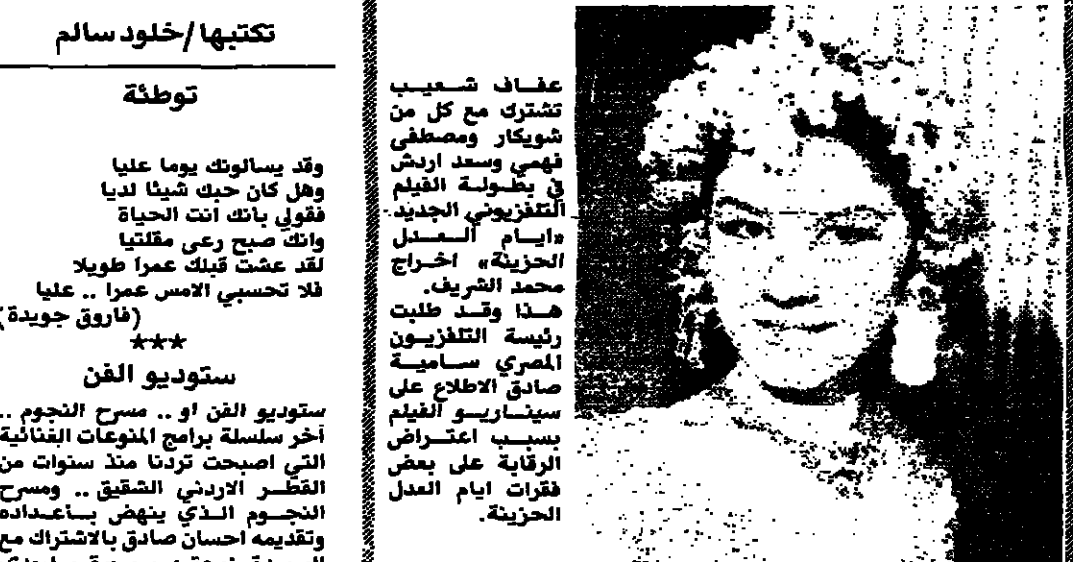 تكتبها/خلود سالم
توطئة
وقد يسالونك يوما عليا
وهل كان حبك شيئا لديا
فقولي بانك انت الحياة
وانك صبح رعى مقلتيا
لقد عشت قبلك عمرا طويلا
فلا تحسبي الامس عمرا .. عليا
(فاروق جويدة)
***
ستوديو الفن
ستوديو الفن او .. مسرح النجوم ..
آخر سلسلة برامج المنوعات الغنائية
التي اصبحت تردنا منذ سنوات من
القطر الاردني الشقيق .. ومسرح
النجوم الذي ينهض باعداده
وتقديمه احسان صادق بالاشتراك مع
عفاف شعيب
تشترك مع كل من
شويكار ومصطفى
فهمي وسعد اردش
في بطولة الفيلم
التلفزيوني الجديد
«ايام العدل
الحزينة» اخراج
محمد الشريف.
هذا وقد طلبت
رئيسة التلفزيون
المصري سامية
صادق الاطلاع على
سيناريو الفيلم
بسبب اعتراض
الرقابة على بعض
فقرات ايام العدل
الحزينة.